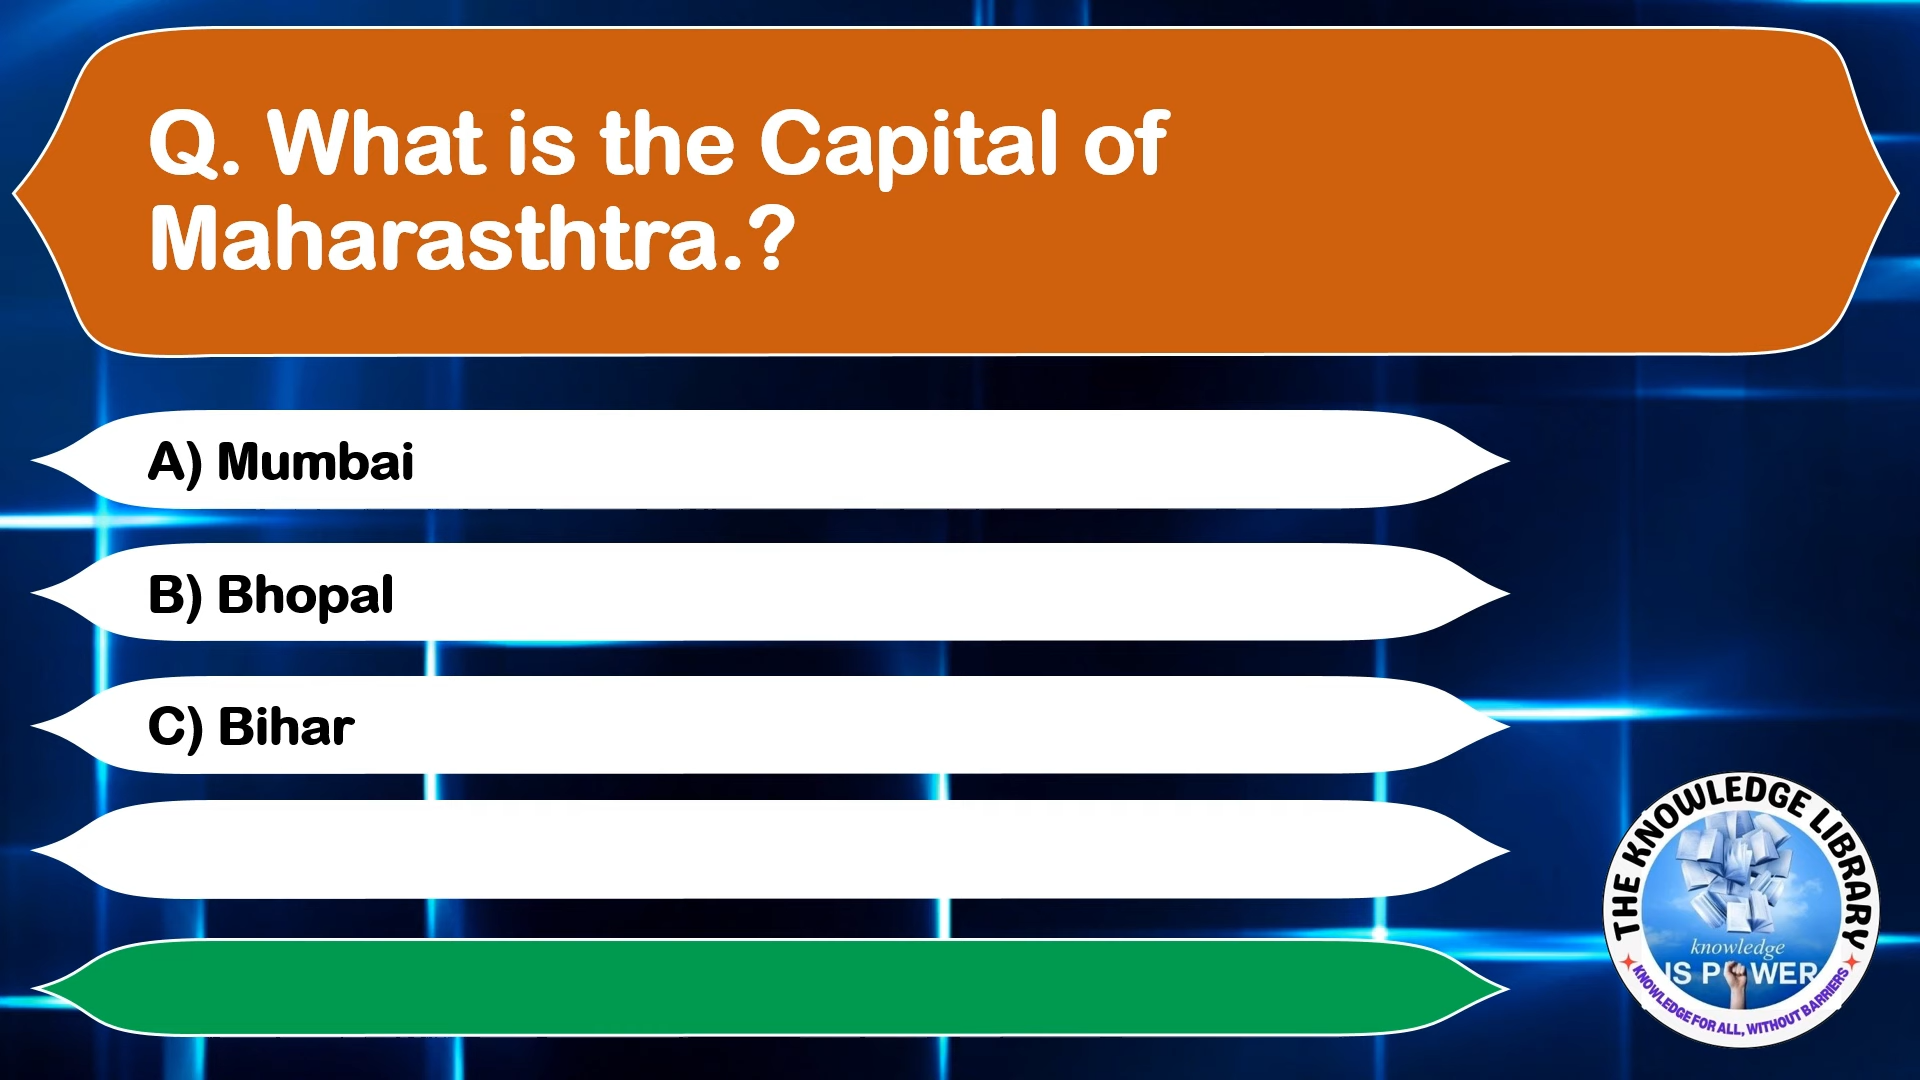 Q. What is the Capital of
Maharasthtra.?
A) Mumbai
B) Bhopal
C) Bihar
THE KNOWLEDGE LIBRARY
knowledge
IS POWER
KNOWLEDGE FOR ALL, WITHOUT BARRIERS